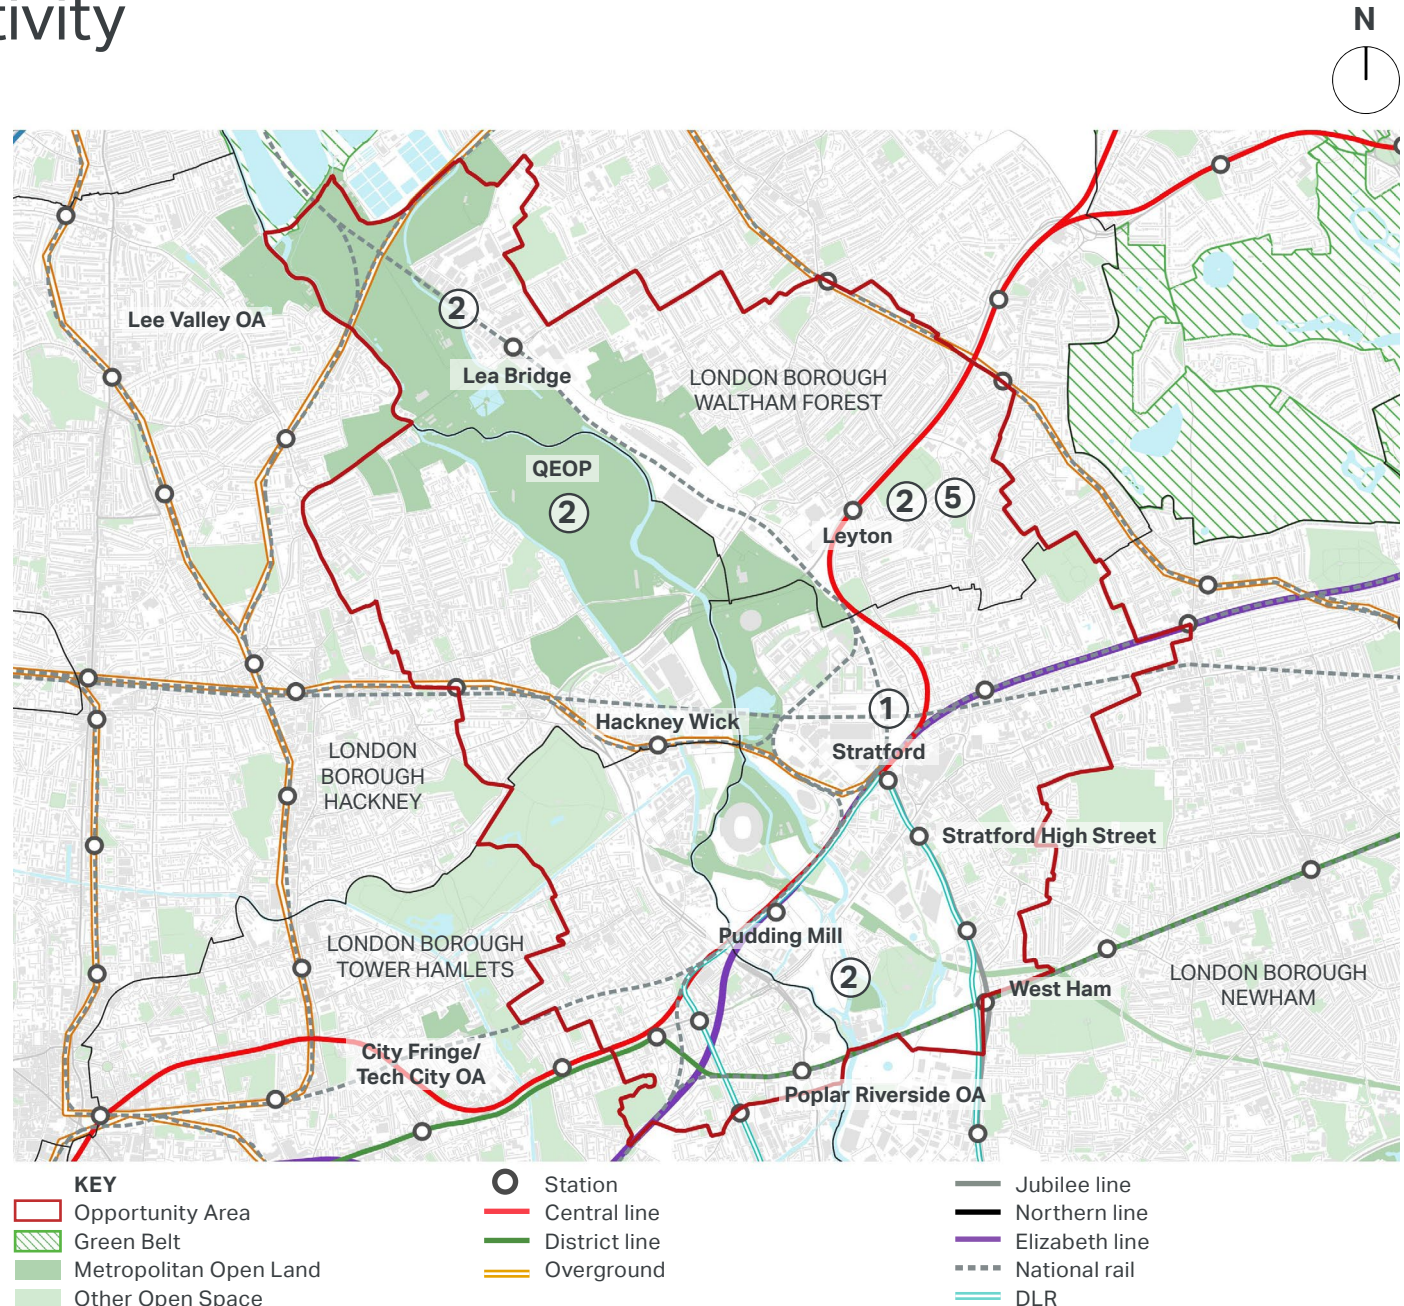 tivity
N
Lee Valley OA
2
Lea Bridge
LONDON BOROUGH
WALTHAM FOREST
QEOP
2
2
5
Leyton
1
Hackney Wick
Stratford
LONDON
BOROUGH
HACKNEY
Stratford High Street
Pudding Mill
LONDON BOROUGH
TOWER HAMLETS
2
West Ham
LONDON BOROUGH
NEWHAM
City Fringe/
Tech City OA
Poplar Riverside OA
KEY
Opportunity Area
Green Belt
Metropolitan Open Land
Other Open Space
Station
Central line
District line
Overground
Jubilee line
Northern line
Elizabeth line
National rail
DLR